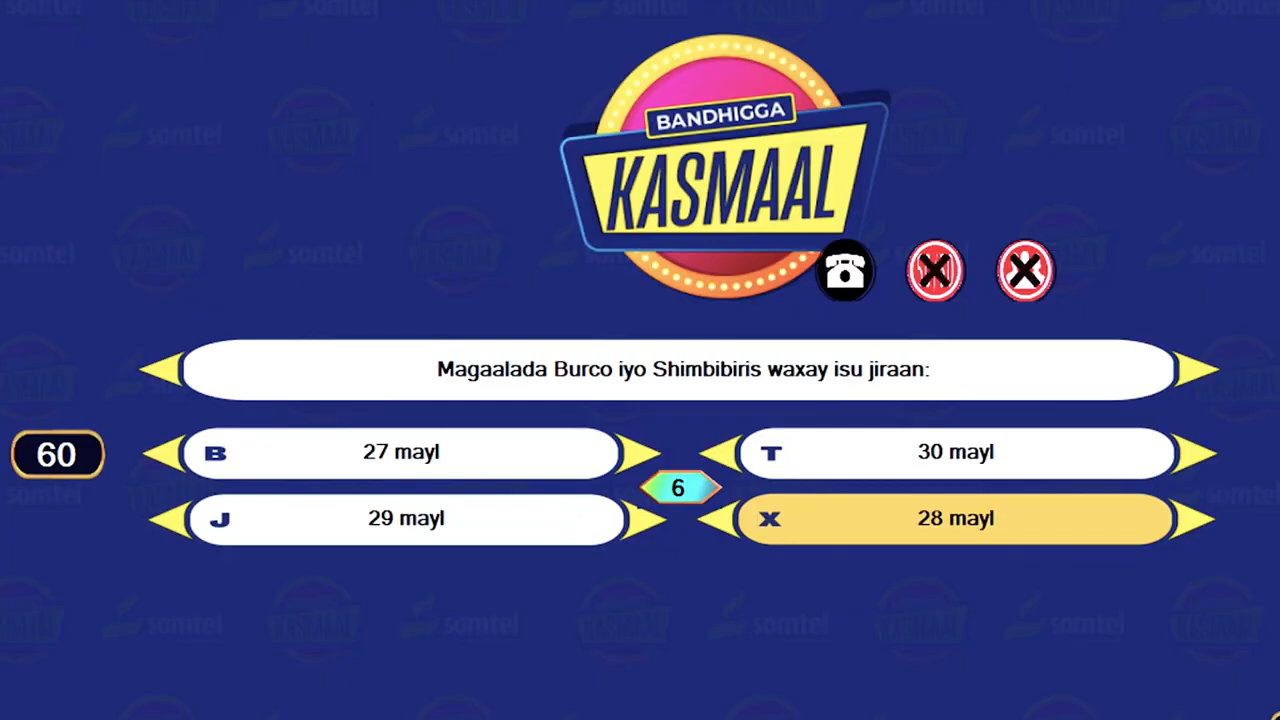 BANDHIGGA
KASMAAL
Magaalada Burco iyo Shimbibiris waxay isu jiraan:
60
B 27 mayl
T 30 mayl
6
J 29 mayl
X 28 mayl
somtel